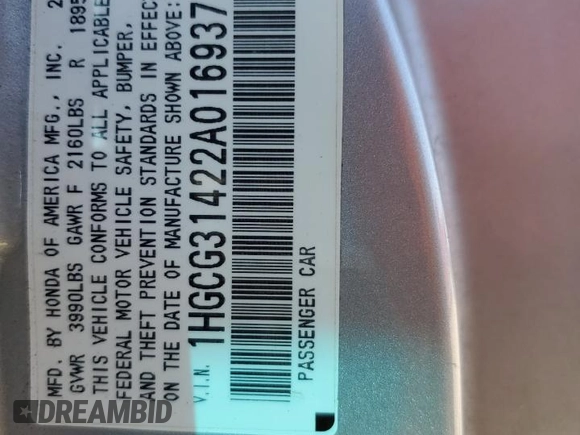 MFD. BY HONDA OF AMERICA MFG., INC. 2
GVWR 3990LBS GAWR F 2160LBS R 1895
THIS VEHICLE CONFORMS TO ALL APPLICABLE
FEDERAL MOTOR VEHICLE SAFETY, BUMPER,
AND THEFT PREVENTION STANDARDS IN EFFECT
ON THE DATE OF MANUFACTURE SHOWN ABOVE:
V.I.N. 1HGCG31422A016937
PASSENGER CAR
DREAMBID